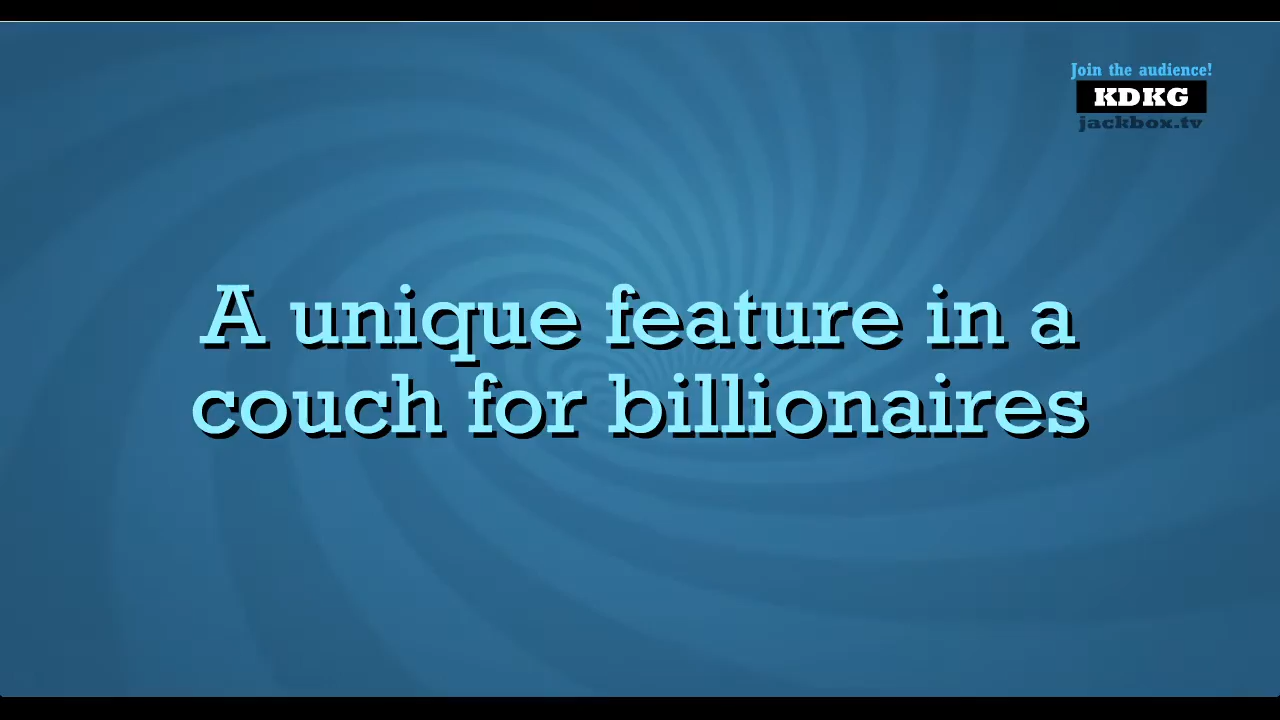 Join the audience!
KDKG
jackbox.tv
A unique feature in a
couch for billionaires